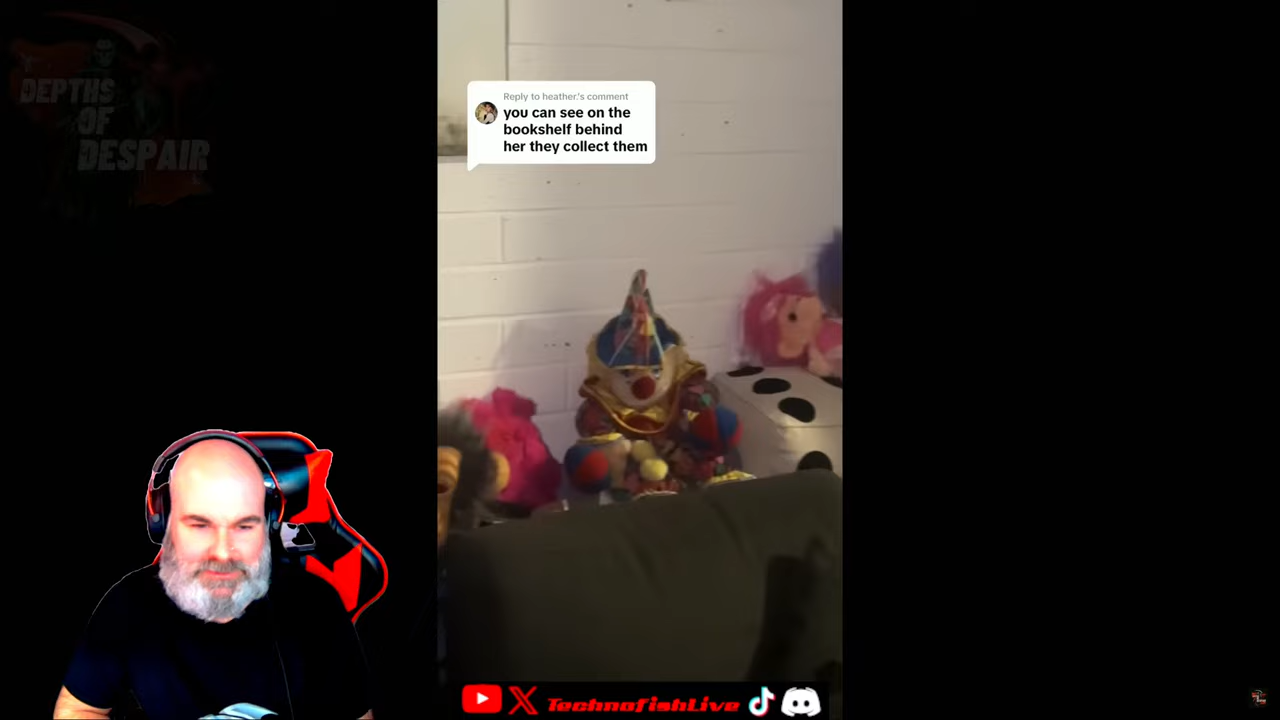 DEPTHS
OF
DESPAIR
Reply to heather.'s comment
you can see on the
bookshelf behind
her they collect them
TechnofishLive